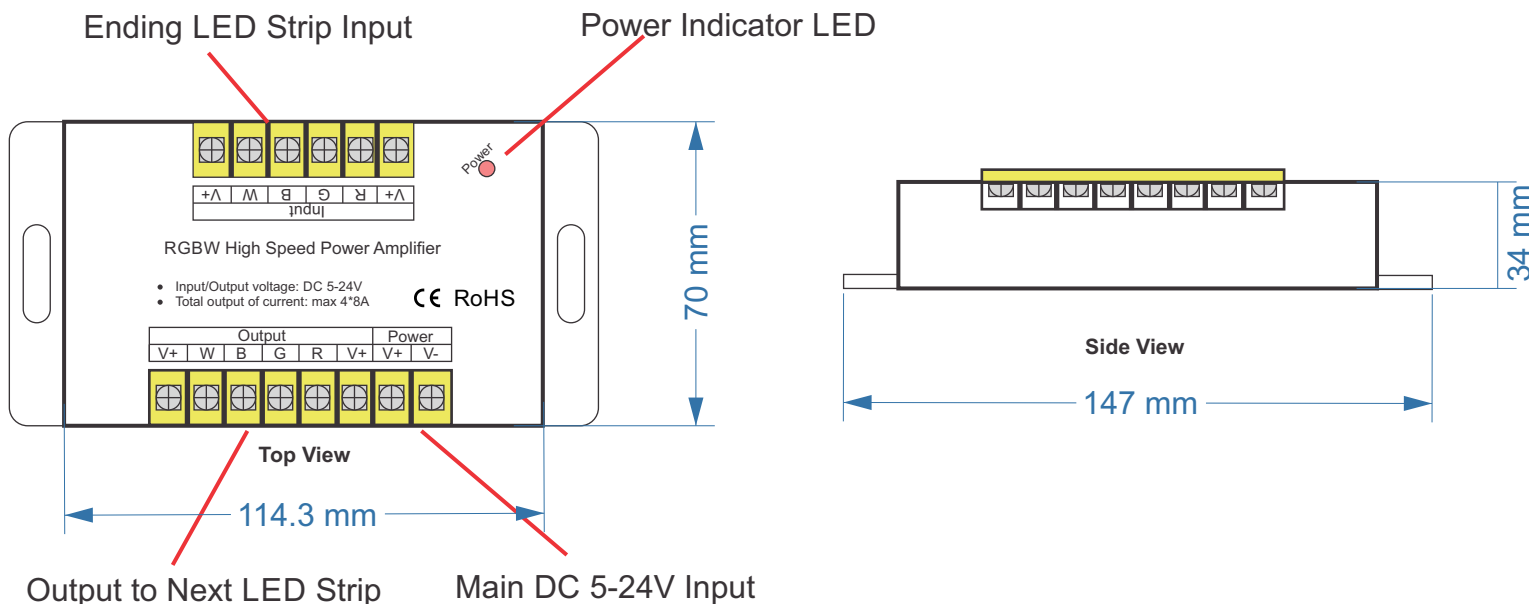 Ending LED Strip Input
Power Indicator LED
Power
V+ W B G R V+
Input
RGBW High Speed Power Amplifier
• Input/Output voltage: DC 5-24V
• Total output of current: max 4*8A
CE RoHS
Output Power
V+ W B G R V+ V+ V-
Top View
114.3 mm
70 mm
Output to Next LED Strip
Main DC 5-24V Input
34 mm
Side View
147 mm